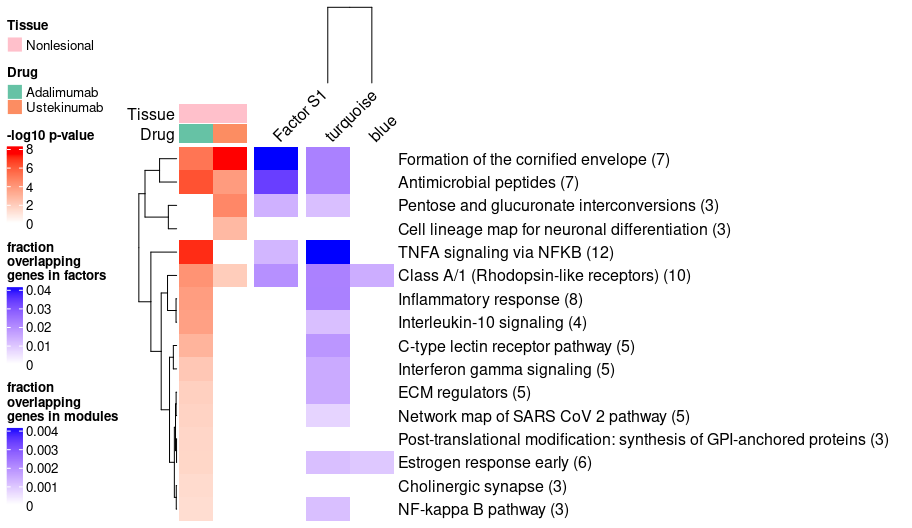 Tissue
Nonlesional
Drug
Adalimumab
Ustekinumab
-log10 p-value
8
6
4
2
0
fraction
overlapping
genes in factors
0.04
0.03
0.02
0.01
0
fraction
overlapping
genes in modules
0.004
0.003
0.002
0.001
0
Tissue
Drug
Factor S1
turquoise
blue
Formation of the cornified envelope (7)
Antimicrobial peptides (7)
Pentose and glucuronate interconversions (3)
Cell lineage map for neuronal differentiation (3)
TNFA signaling via NFKB (12)
Class A/1 (Rhodopsin-like receptors) (10)
Inflammatory response (8)
Interleukin-10 signaling (4)
C-type lectin receptor pathway (5)
Interferon gamma signaling (5)
ECM regulators (5)
Network map of SARS CoV 2 pathway (5)
Post-translational modification: synthesis of GPI-anchored proteins (3)
Estrogen response early (6)
Cholinergic synapse (3)
NF-kappa B pathway (3)